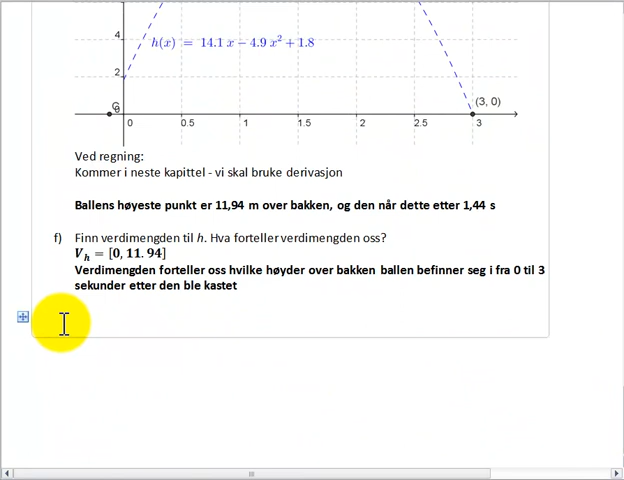 4
h(x) = 14.1 x − 4.9 x² + 1.8
2
(3, 0)
0 0.5 1 1.5 2 2.5 3
Ved regning:
Kommer i neste kapittel - vi skal bruke derivasjon
Ballens høyeste punkt er 11,94 m over bakken, og den når dette etter 1,44 s
f) Finn verdimengden til h. Hva forteller verdimengden oss?
V_h = [0, 11.94]
Verdimengden forteller oss hvilke høyder over bakken ballen befinner seg i fra 0 til 3
sekunder etter den ble kastet